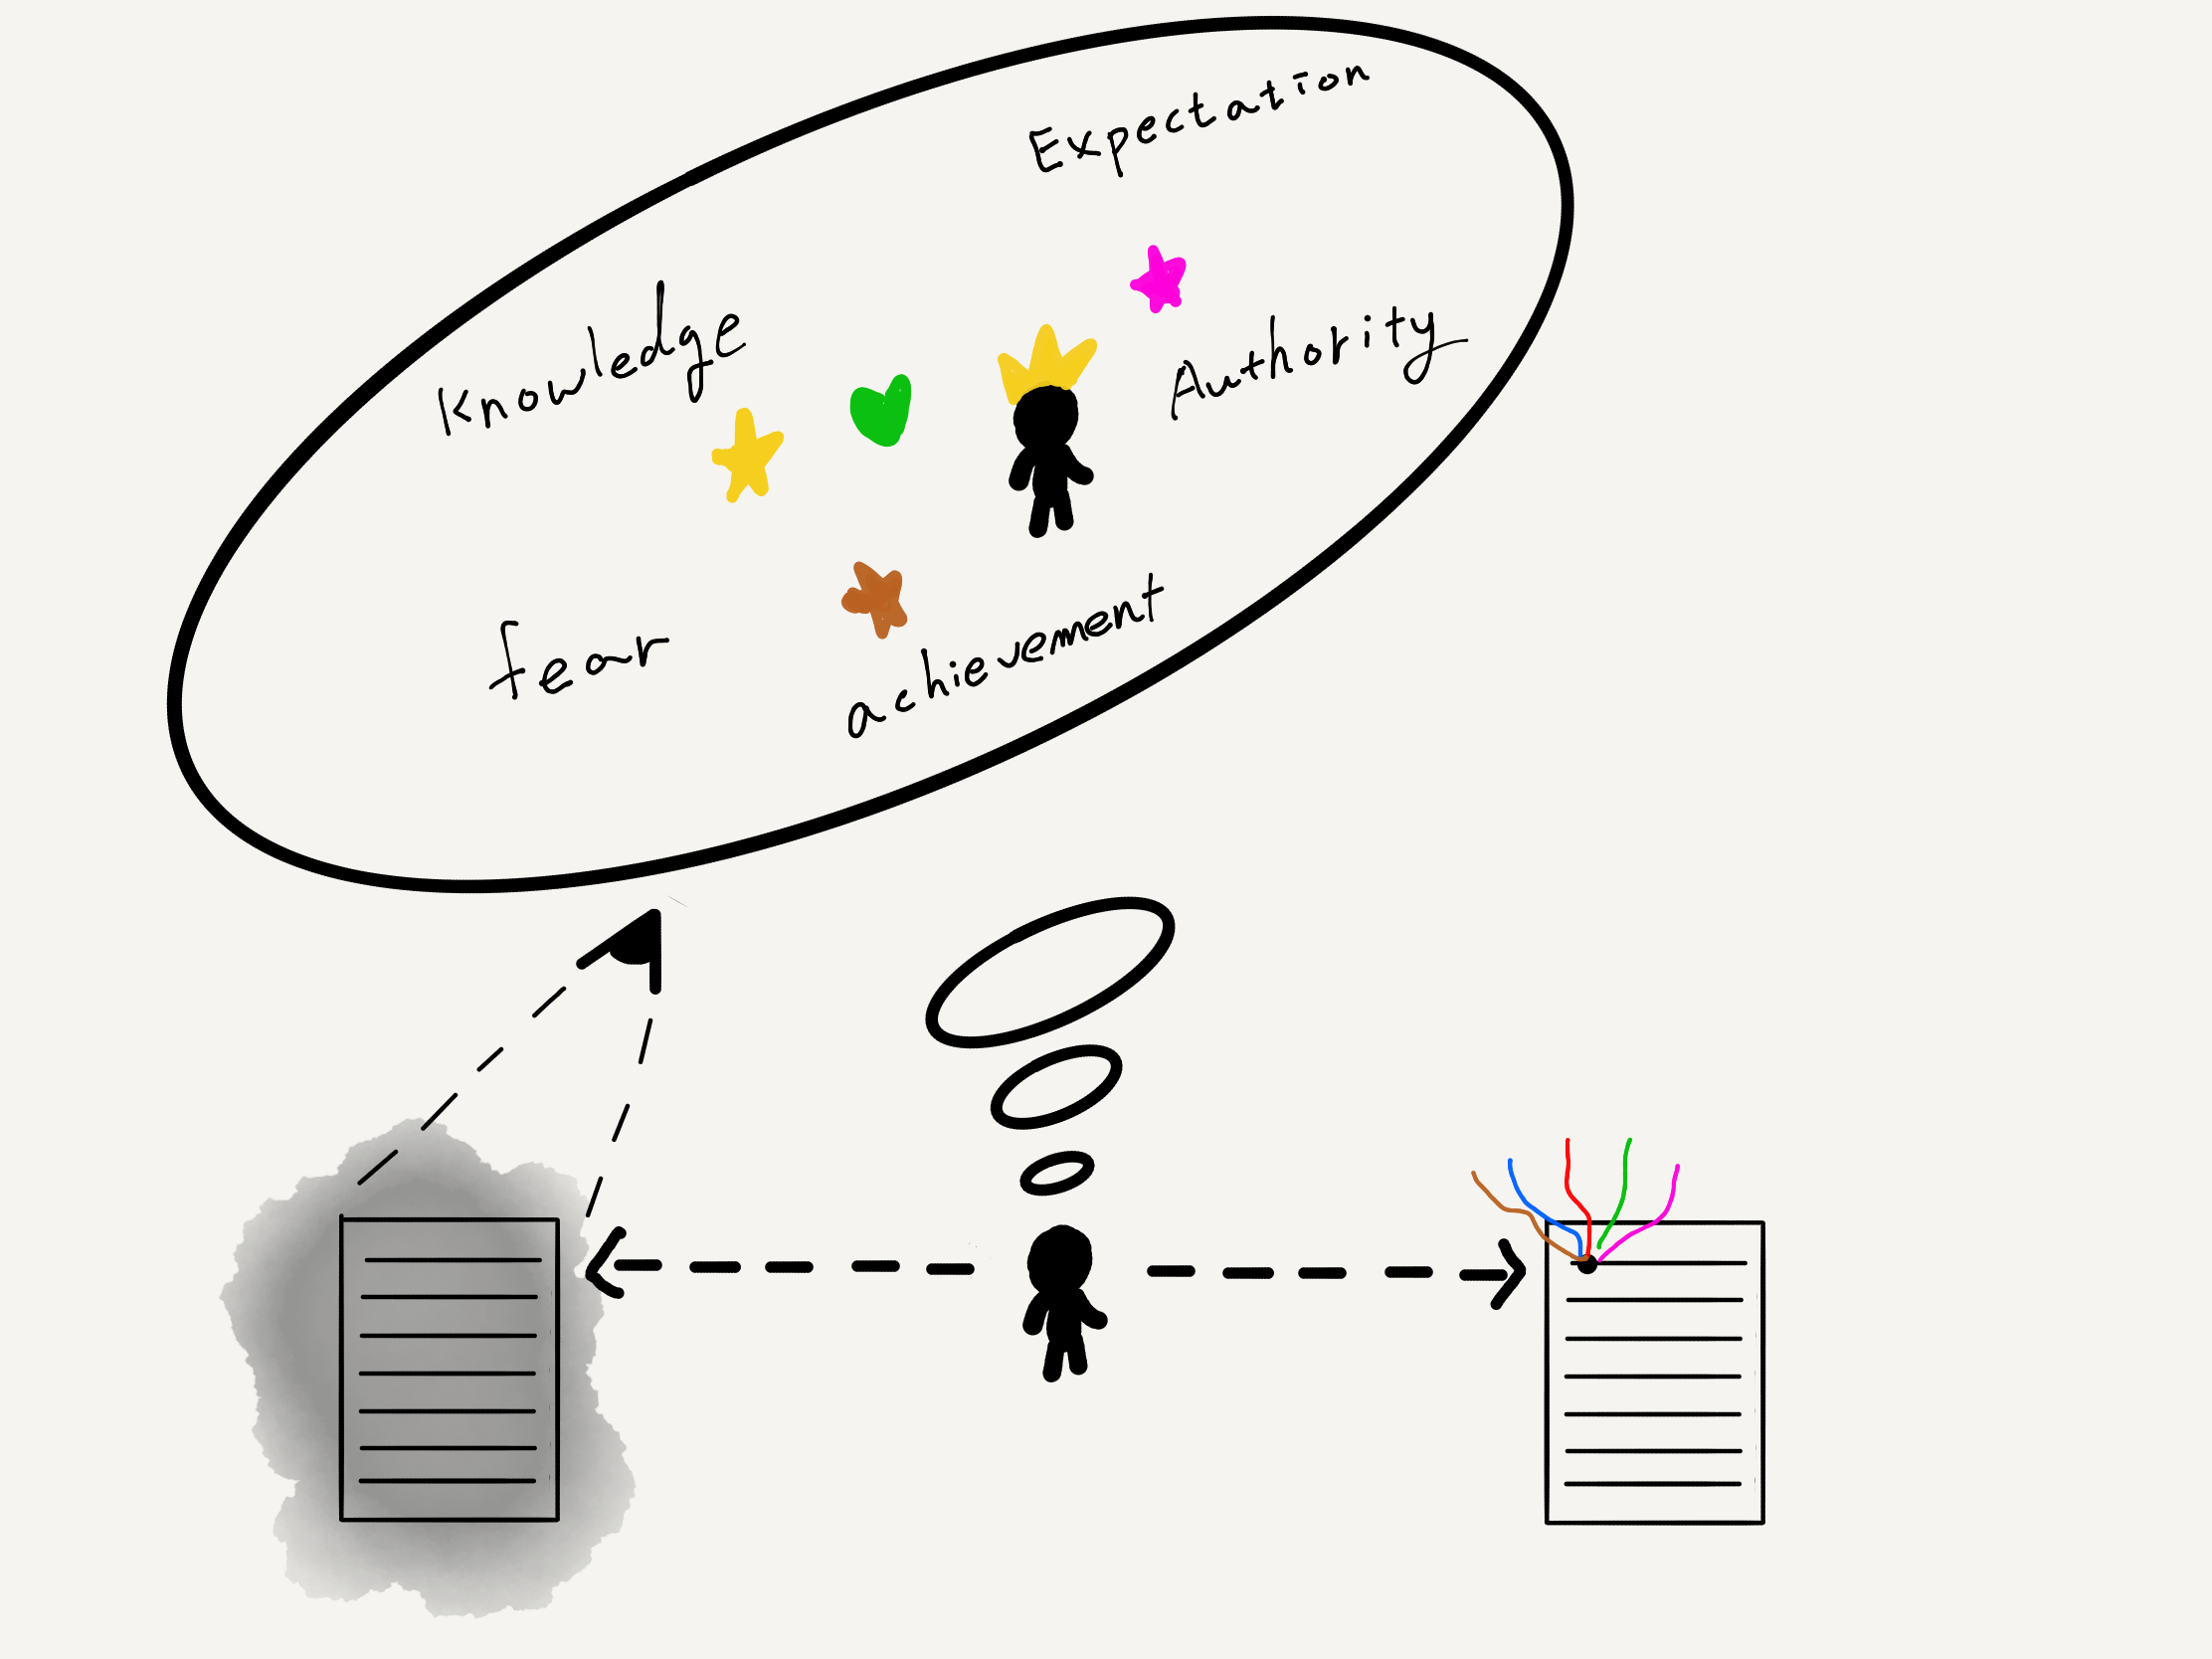 Expectation
Knowledge
Authority
fear
achievement